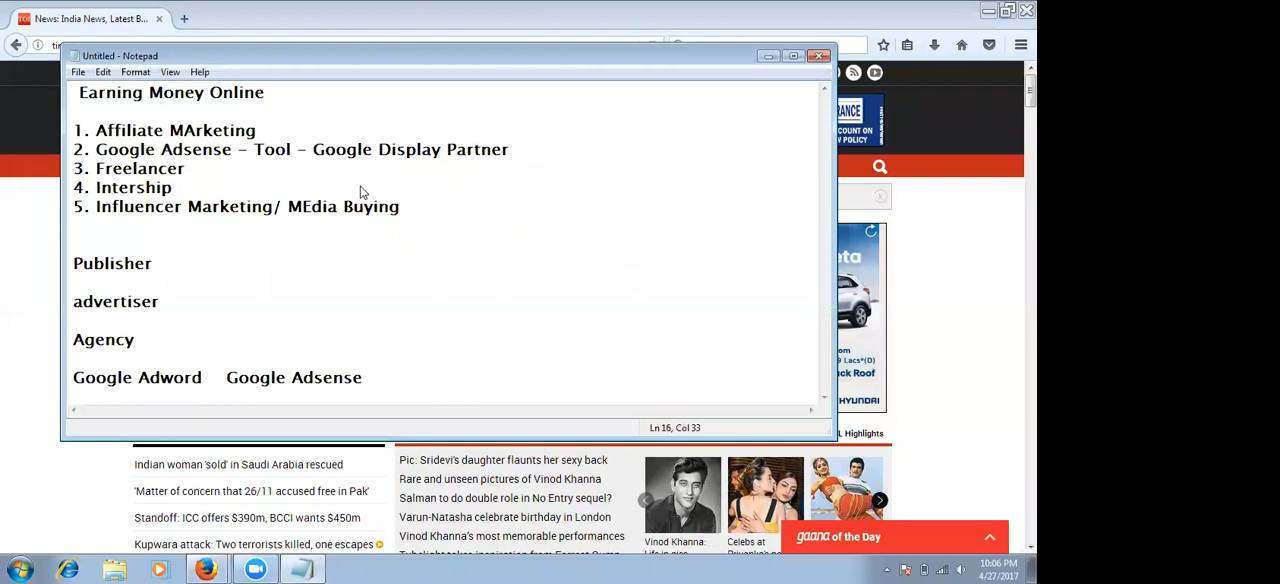 News: India News, Latest B...
Untitled - Notepad
File Edit Format View Help
Earning Money Online
1. Affiliate MArketing
2. Google Adsense - Tool - Google Display Partner
3. Freelancer
4. Intership
5. Influencer Marketing/ MEdia Buying
Publisher
advertiser
Agency
Google Adword Google Adsense
Ln 16, Col 33
HYUNDAI
Highlights
Indian woman 'sold' in Saudi Arabia rescued
'Matter of concern that 26/11 accused free in Pak'
Standoff: ICC offers $390m, BCCI wants $450m
Kupwara attack: Two terrorists killed, one escapes
Pic: Sridevi's daughter flaunts her sexy back
Rare and unseen pictures of Vinod Khanna
Salman to do double role in No Entry sequel?
Varun-Natasha celebrate birthday in London
Vinod Khanna's most memorable performances
Vinod Khanna:
Celebs at
gaana of the Day
10:06 PM
4/27/2017